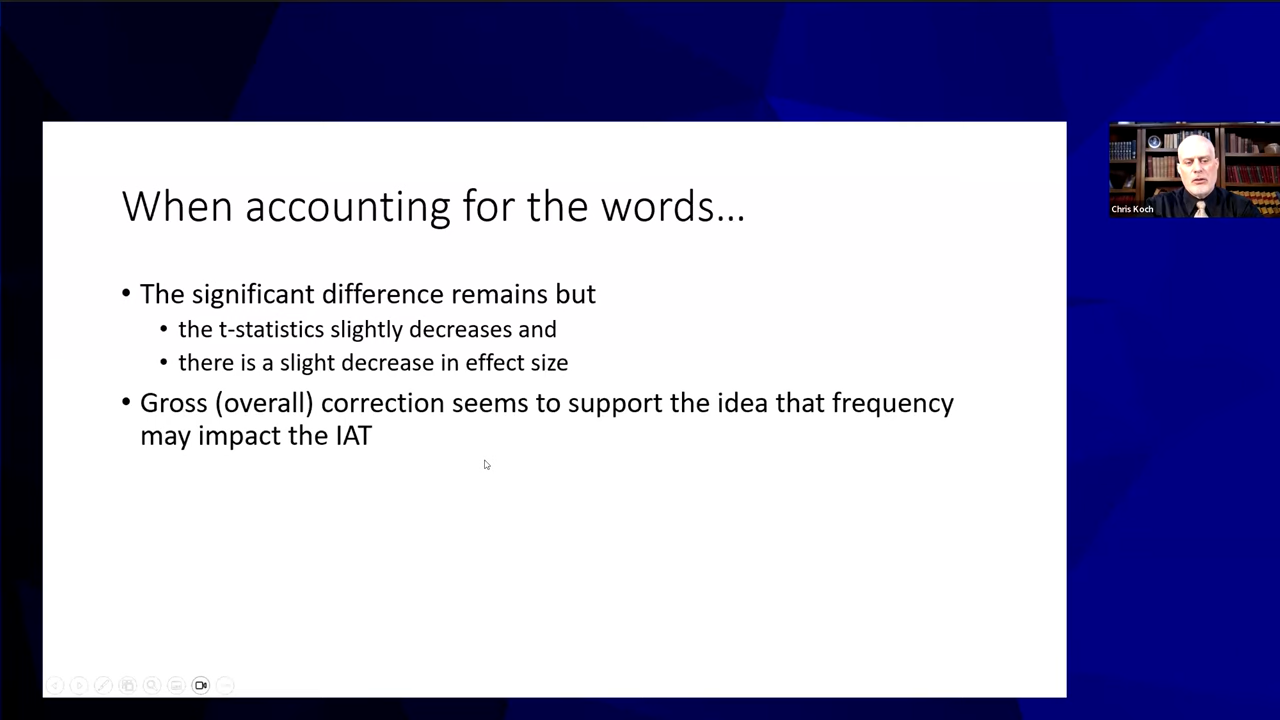 When accounting for the words...
• The significant difference remains but
• the t-statistics slightly decreases and
• there is a slight decrease in effect size
• Gross (overall) correction seems to support the idea that frequency
may impact the IAT
Chris Koch